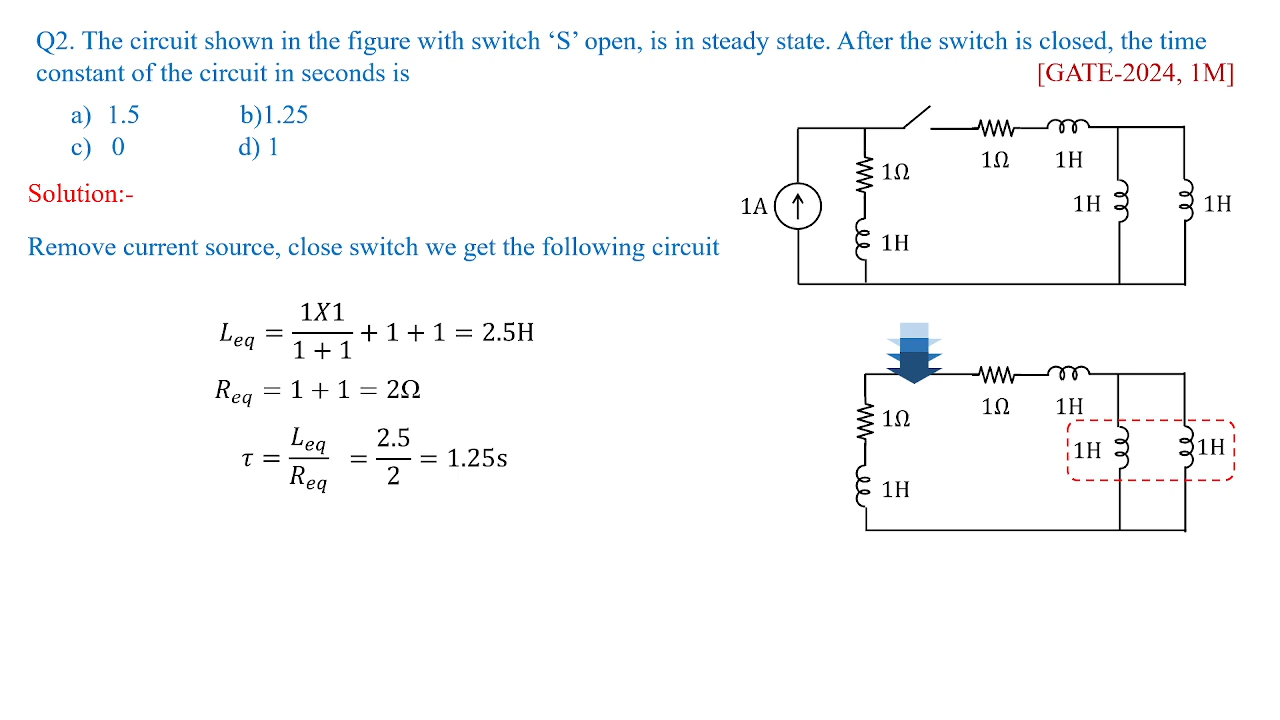 Q2. The circuit shown in the figure with switch ‘S’ open, is in steady state. After the switch is closed, the time
constant of the circuit in seconds is [GATE-2024, 1M]
a) 1.5 b)1.25
c) 0 d) 1
Solution:-
Remove current source, close switch we get the following circuit
L_eq = 1X1/(1 + 1) + 1 + 1 = 2.5H
R_eq = 1 + 1 = 2Ω
τ = L_eq/R_eq = 2.5/2 = 1.25s
1Ω 1H
1Ω
1A 1H 1H
1H
1Ω 1H
1Ω
1H 1H
1H